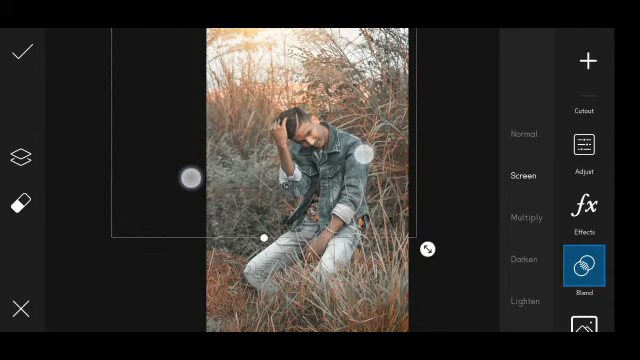 Normal
Screen
Multiply
Darken
Lighten
Cutout
Adjust
fx
Effects
Blend